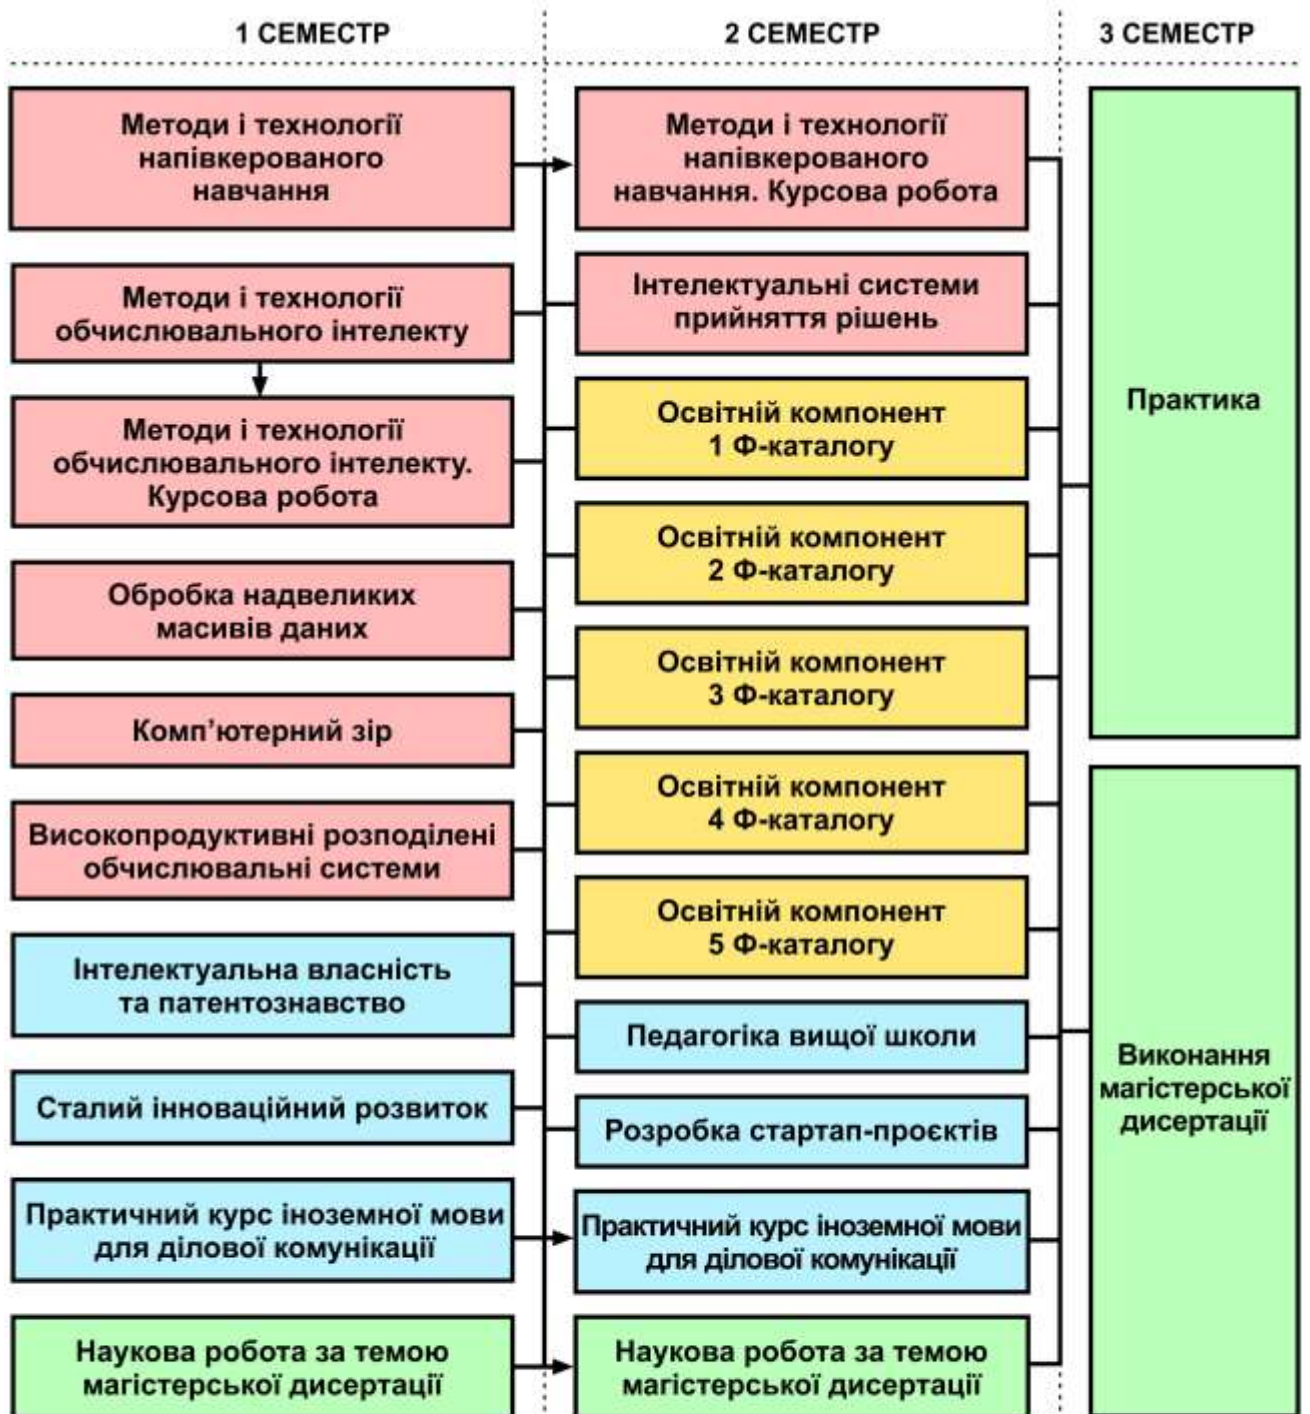 1 СЕМЕСТР
2 СЕМЕСТР
3 СЕМЕСТР
Методи і технології
напівкерованого
навчання
Методи і технології
обчислювального інтелекту
Методи і технології
обчислювального інтелекту.
Курсова робота
Обробка надвеликих
масивів даних
Комп’ютерний зір
Високопродуктивні розподілені
обчислювальні системи
Інтелектуальна власність
та патентознавство
Сталий інноваційний розвиток
Практичний курс іноземної мови
для ділової комунікації
Наукова робота за темою
магістерської дисертації
Методи і технології
напівкерованого
навчання. Курсова робота
Інтелектуальні системи
прийняття рішень
Освітній компонент
1 Ф-каталогу
Освітній компонент
2 Ф-каталогу
Освітній компонент
3 Ф-каталогу
Освітній компонент
4 Ф-каталогу
Освітній компонент
5 Ф-каталогу
Педагогіка вищої школи
Розробка стартап-проєктів
Практичний курс іноземної мови
для ділової комунікації
Наукова робота за темою
магістерської дисертації
Практика
Виконання
магістерської
дисертації